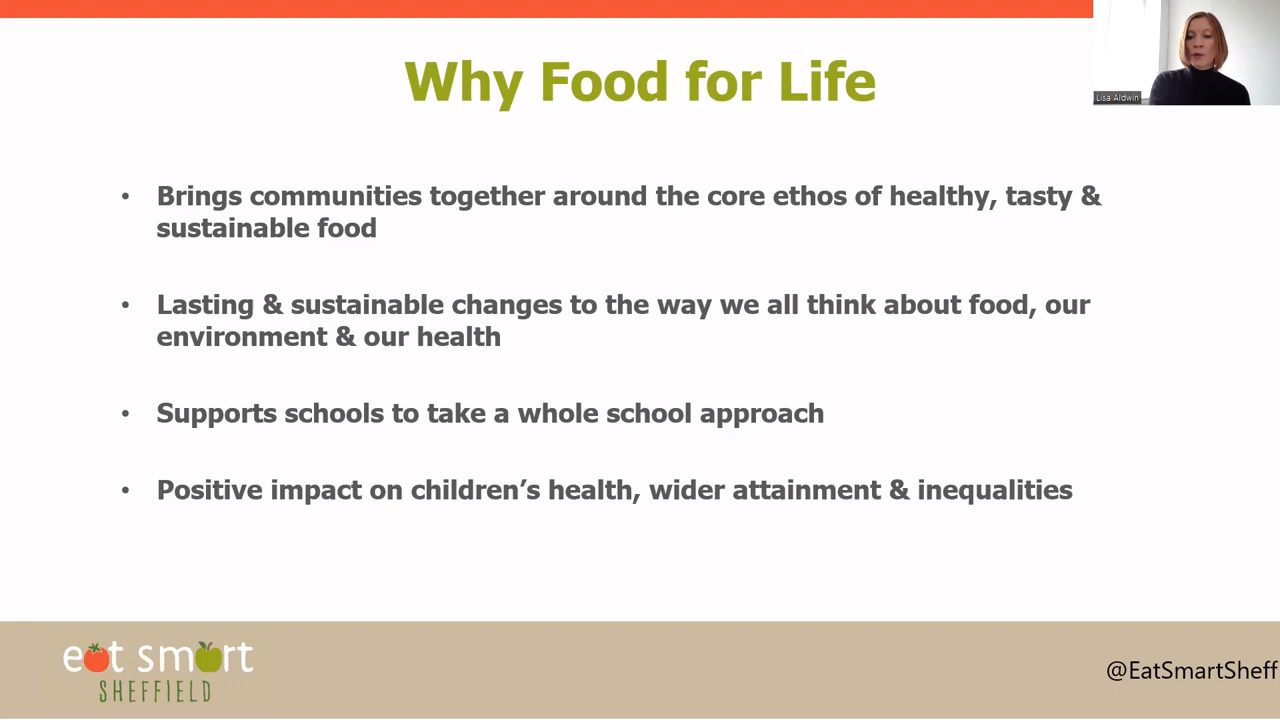 Why Food for Life
Lisa Aldwin
• Brings communities together around the core ethos of healthy, tasty &
sustainable food
• Lasting & sustainable changes to the way we all think about food, our
environment & our health
• Supports schools to take a whole school approach
• Positive impact on children’s health, wider attainment & inequalities
eat smart
SHEFFIELD
@EatSmartSheff